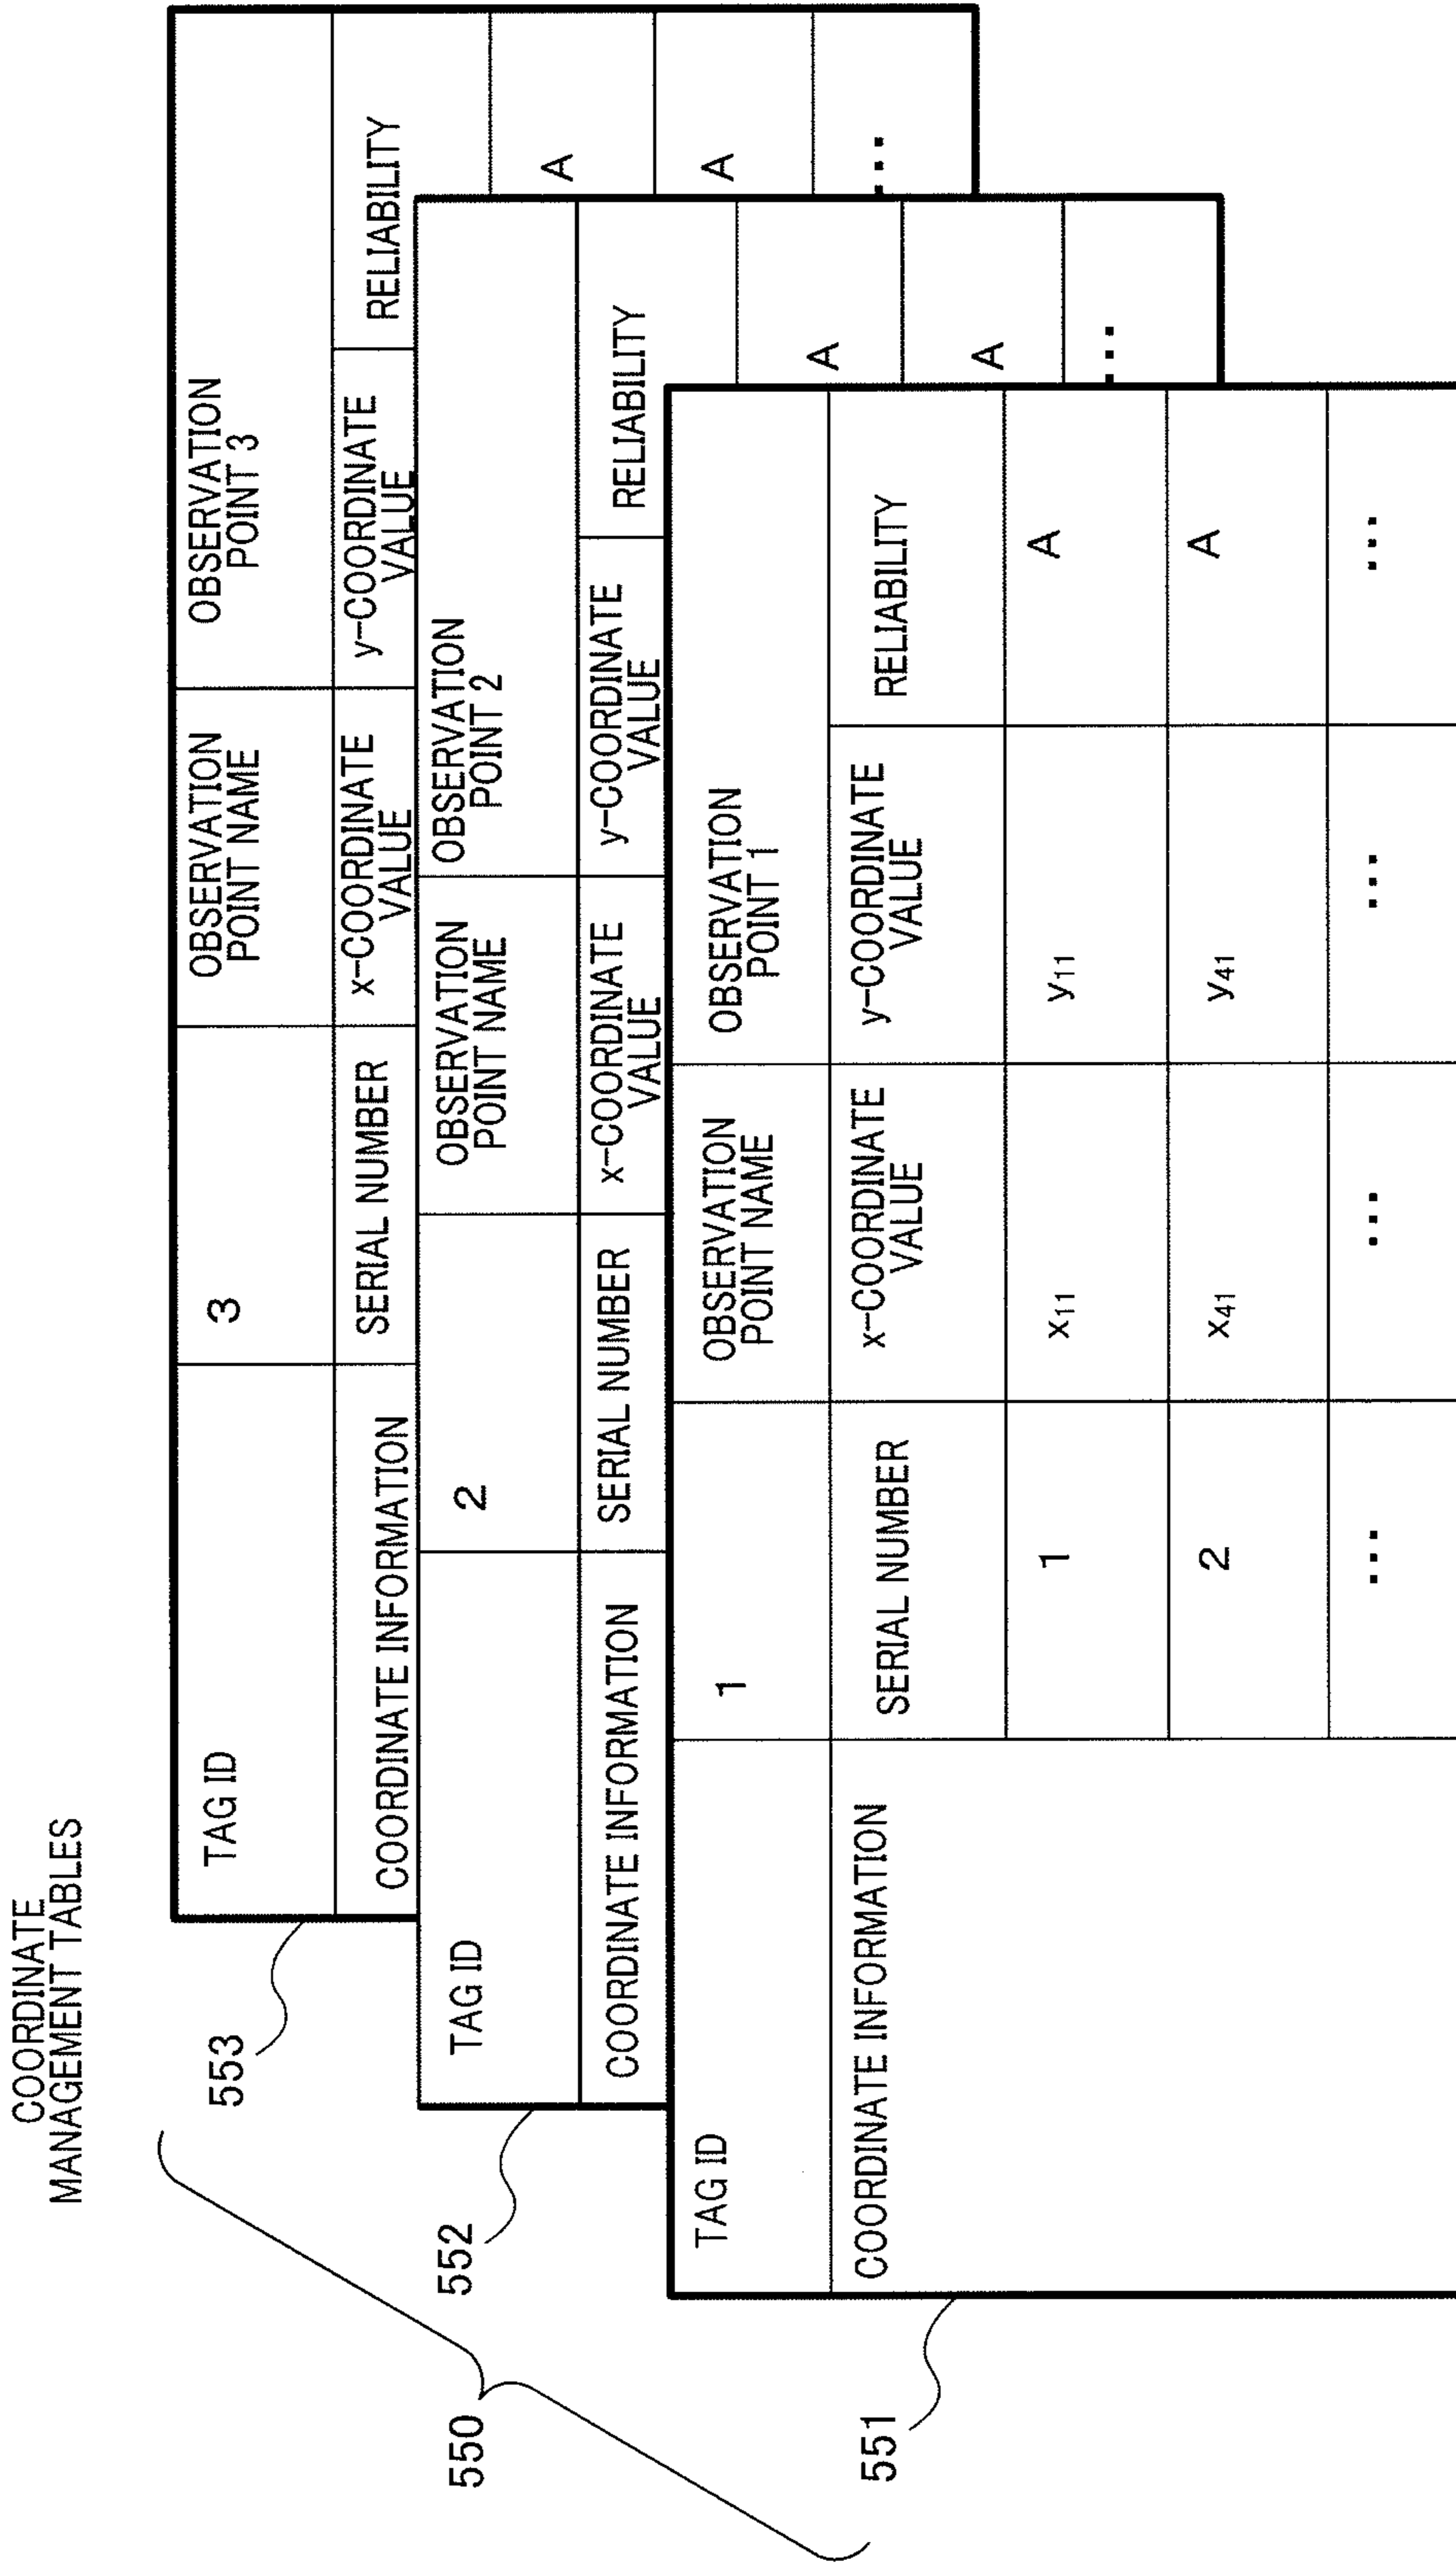 COORDINATE
MANAGEMENT TABLES
550
553
TAG ID
3
OBSERVATION
POINT NAME
OBSERVATION
POINT 3
COORDINATE INFORMATION
SERIAL NUMBER
x-COORDINATE
VALUE
y-COORDINATE
VALUE
RELIABILITY
A
A
...
552
TAG ID
2
OBSERVATION
POINT NAME
OBSERVATION
POINT 2
COORDINATE INFORMATION
SERIAL NUMBER
x-COORDINATE
VALUE
y-COORDINATE
VALUE
RELIABILITY
A
A
...
551
TAG ID
1
OBSERVATION
POINT NAME
OBSERVATION
POINT 1
COORDINATE INFORMATION
SERIAL NUMBER
x-COORDINATE
VALUE
y-COORDINATE
VALUE
RELIABILITY
1
x₁₁
y₁₁
A
2
x₄₁
y₄₁
A
...
...
...
...